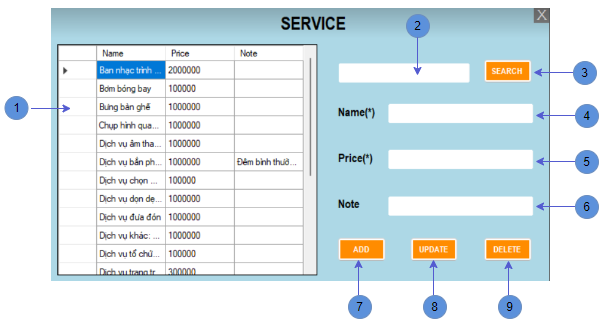 SERVICE
X
2
Name Price Note
Ban nhạc trình ... 2000000
SEARCH
3
Bơm bóng bay 100000
1
Bưng bàn ghế 1000000
Name(*)
4
Chụp hình qua... 1000000
Dịch vụ âm tha... 1000000
Price(*)
5
Dịch vụ bắn ph... 1000000 Đêm bình thườ...
Dịch vụ chọn ... 100000
Dịch vụ dọn dẹ... 1000000
Note
6
Dịch vụ đưa đón 1000000
Dịch vụ khác: ... 1000000
ADD UPDATE DELETE
Dịch vụ tổ chứ... 100000
Dịch vụ trang tr... 300000
7 8 9